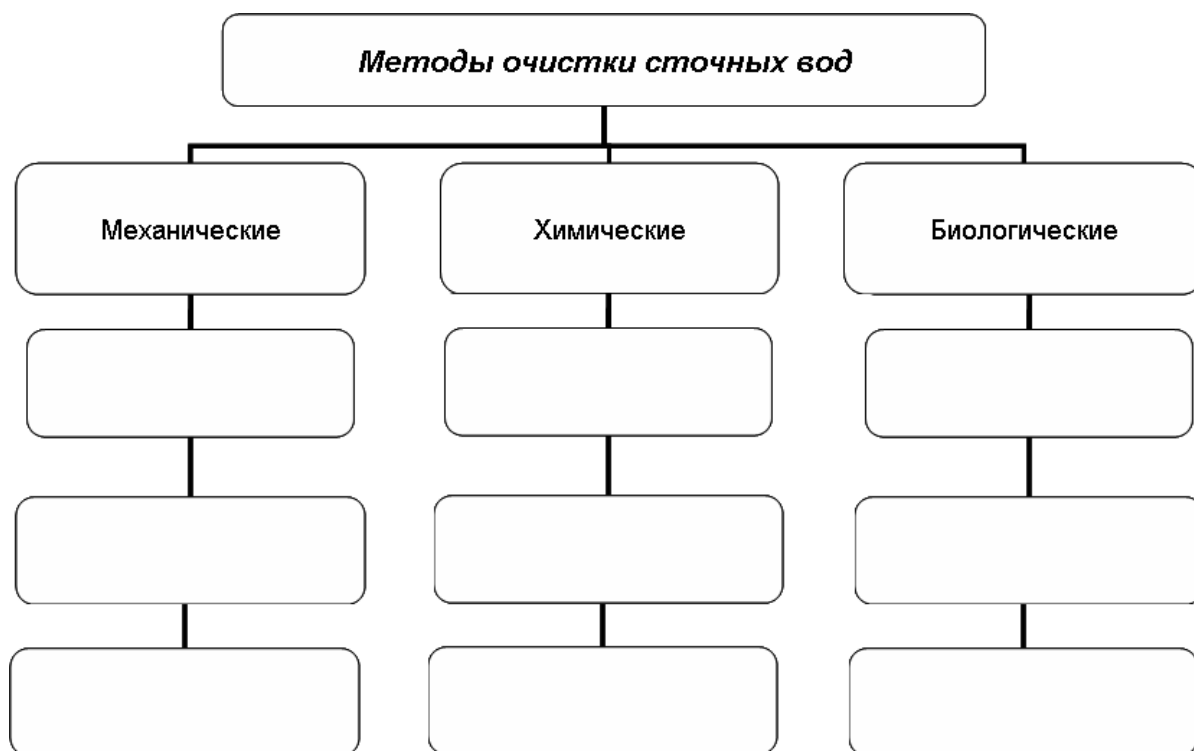 Методы очистки сточных вод
Механические
Химические
Биологические